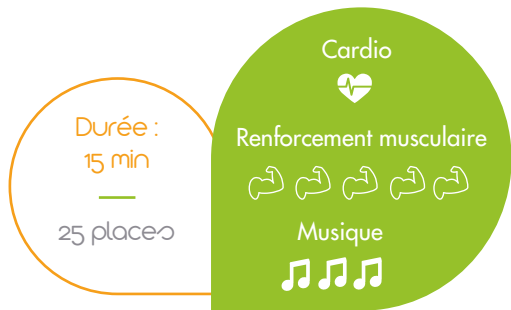 Durée :
15 min
25 places
Cardio
Renforcement musculaire
Musique